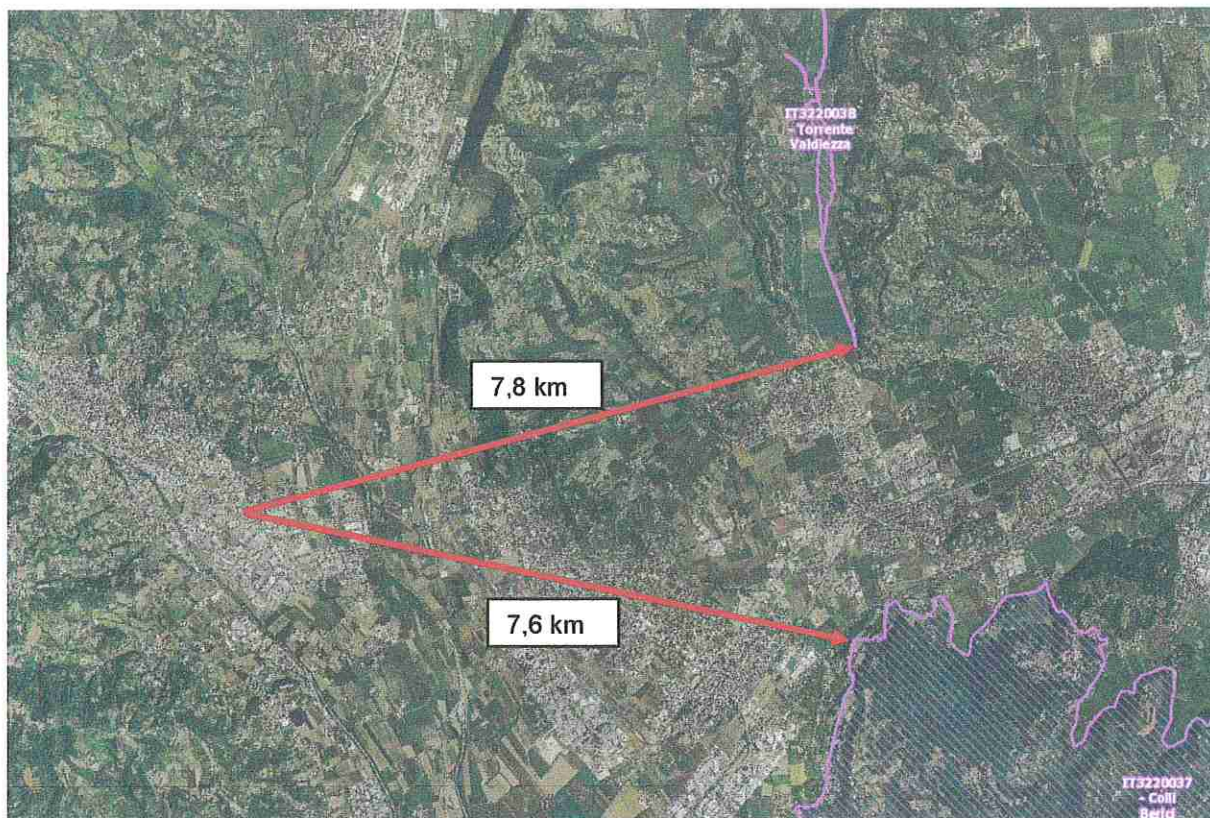 IT3220038
- Torrente
Valdiezza
7,8 km
7,6 km
IT3220037
- Colli
Berici